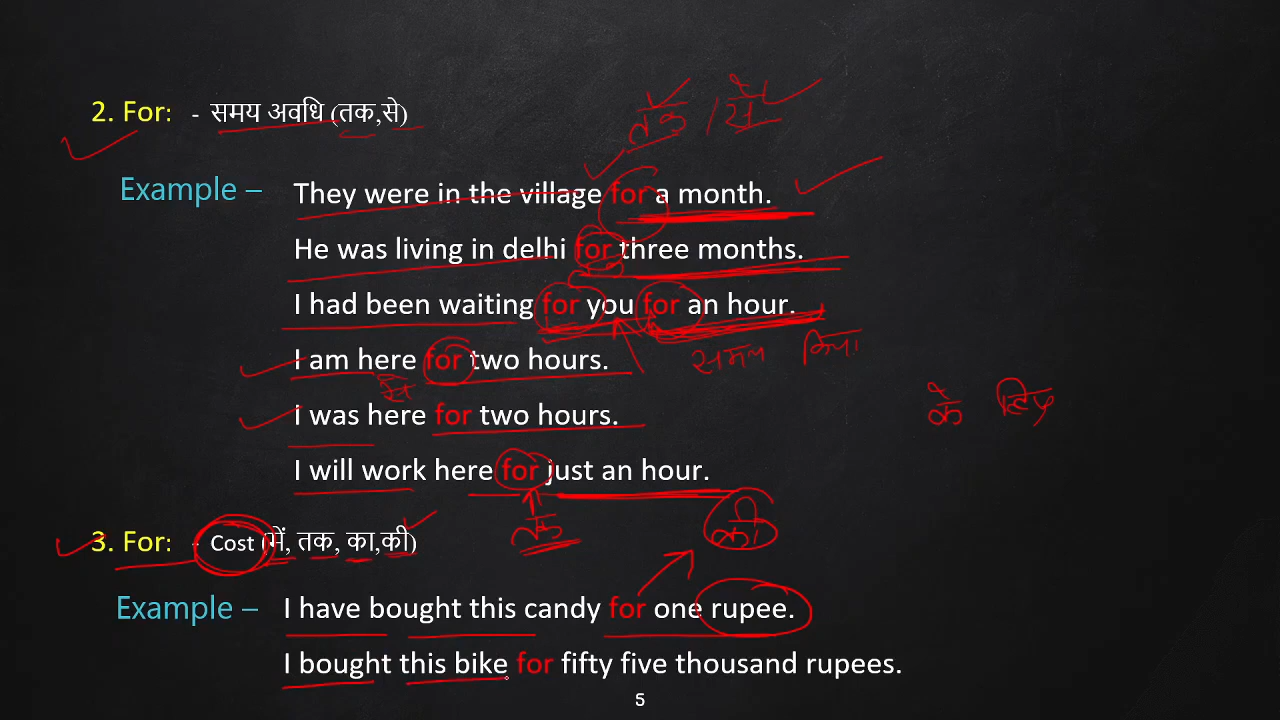 2. For: - समय अवधि (तक,से)
तक / से
Example – They were in the village for a month.
He was living in delhi for three months.
I had been waiting for you for an hour.
समय
I am here for two hours.
से
के लिए
I was here for two hours.
I will work here for just an hour.
तक
की
3. For: - Cost (में, तक, का,की)
Example – I have bought this candy for one rupee.
I bought this bike for fifty five thousand rupees.
5